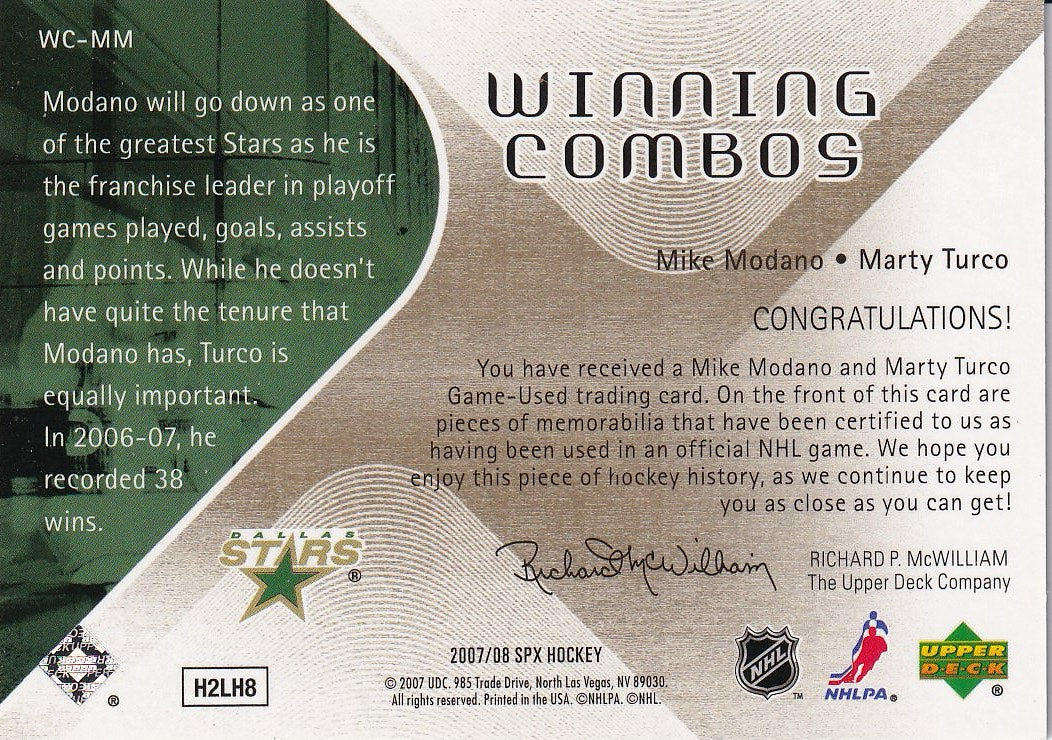 WC-MM
Modano will go down as one
of the greatest Stars as he is
the franchise leader in playoff
games played, goals, assists
and points. While he doesn't
have quite the tenure that
Modano has, Turco is
equally important.
In 2006-07, he
recorded 38
wins.
WINNING
COMBOS
Mike Modano • Marty Turco
CONGRATULATIONS!
You have received a Mike Modano and Marty Turco
Game-Used trading card. On the front of this card are
pieces of memorabilia that have been certified to us as
having been used in an official NHL game. We hope you
enjoy this piece of hockey history, as we continue to keep
you as close as you can get!
Richard McWilliam
RICHARD P. McWILLIAM
The Upper Deck Company
DALLAS
STARS®
®
H2LH8
2007/08 SPX HOCKEY
© 2007 UDC. 985 Trade Drive, North Las Vegas, NV 89030.
All rights reserved. Printed in the USA. ©NHLPA. ©NHL.
NHL™
NHLPA®
UPPER
D·E·C·K
®